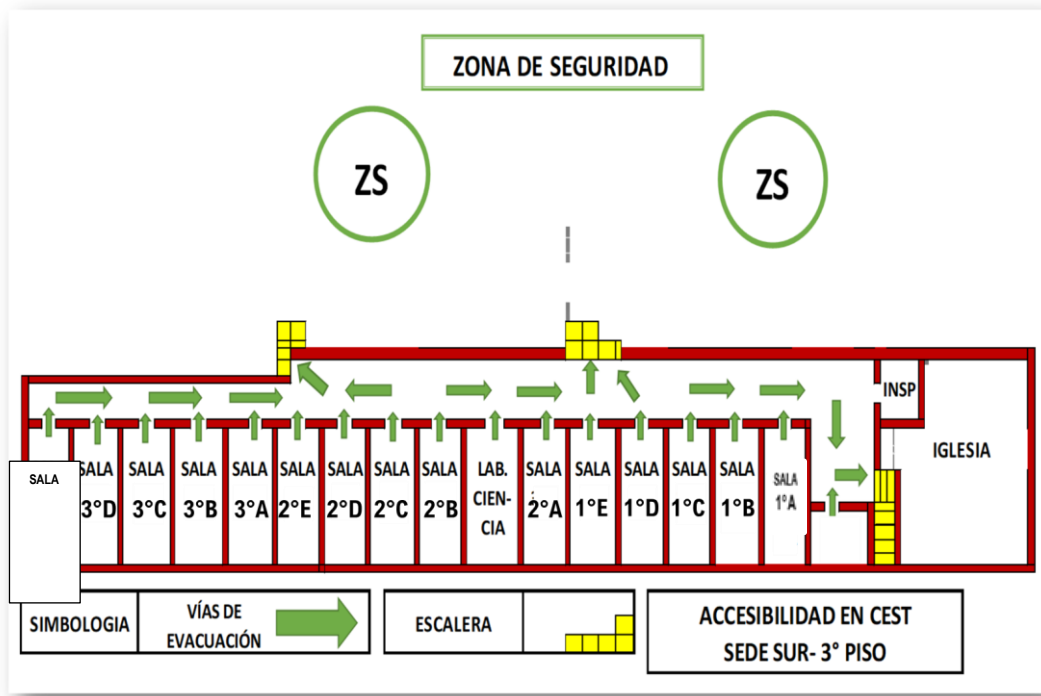 ZONA DE SEGURIDAD
ZS
ZS
INSP
IGLESIA
SALA
SALA
3°D
SALA
3°C
SALA
3°B
SALA
3°A
SALA
2°E
SALA
2°D
SALA
2°C
SALA
2°B
LAB.
CIEN-
CIA
SALA
2°A
SALA
1°E
SALA
1°D
SALA
1°C
SALA
1°B
SALA
1°A
SIMBOLOGIA
VÍAS DE
EVACUACIÓN
ESCALERA
ACCESIBILIDAD EN CEST
SEDE SUR- 3° PISO